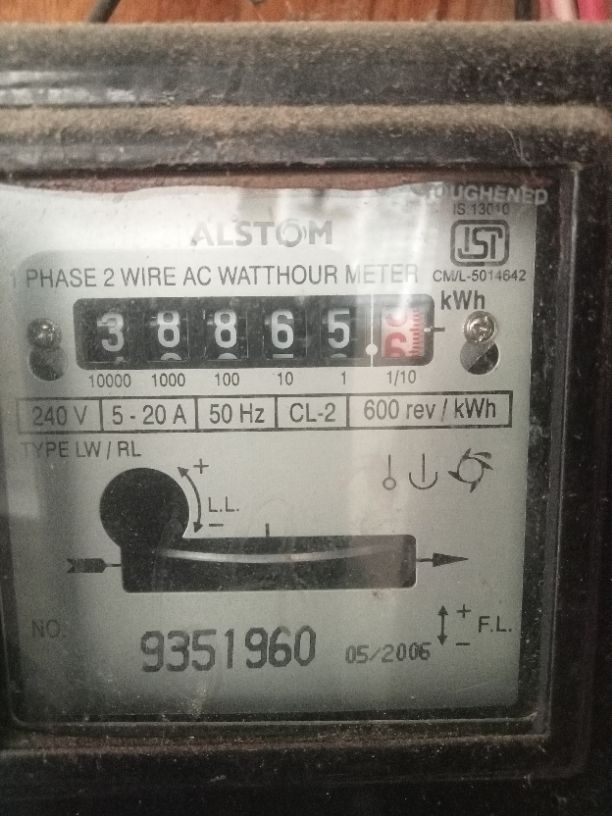 TOUGHENED
IS 13010
ALSTOM
ISI
1 PHASE 2 WIRE AC WATTHOUR METER
CM/L-5014642
kWh
3 8 8 6 5 . 6
10000 1000 100 10 1 1/10
240 V 5 - 20 A 50 Hz CL-2 600 rev / kWh
TYPE LW / RL
+
L.L.
-
NO.
9351960
05/2006
+
F.L.
-